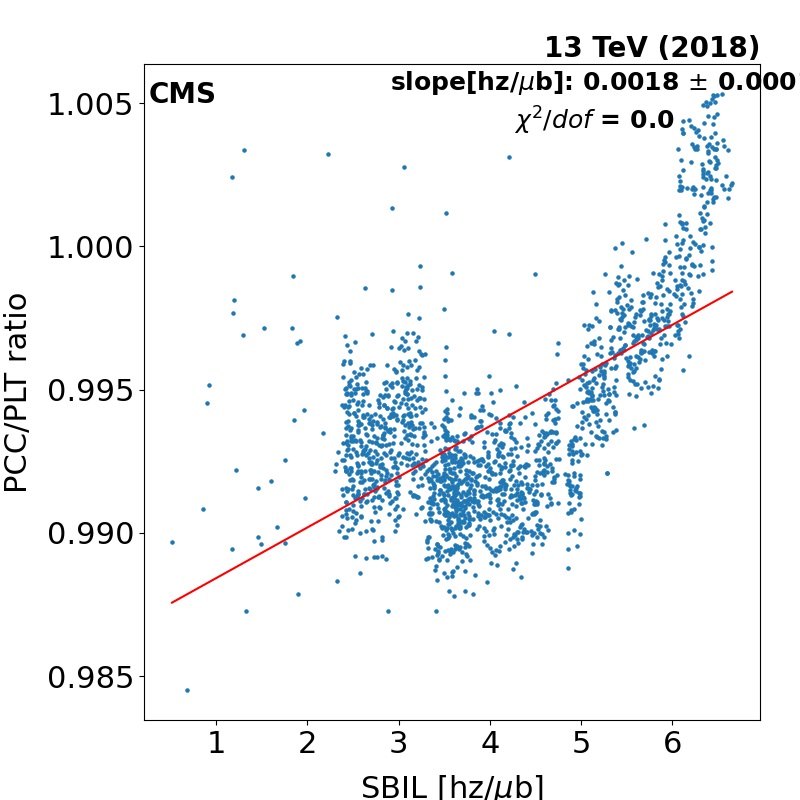 13 TeV (2018)
CMS
slope[hz/μb]: 0.0018 ± 0.000
χ²/dof = 0.0
1.005
1.000
0.995
0.990
0.985
PCC/PLT ratio
1 2 3 4 5 6
SBIL [hz/μb]